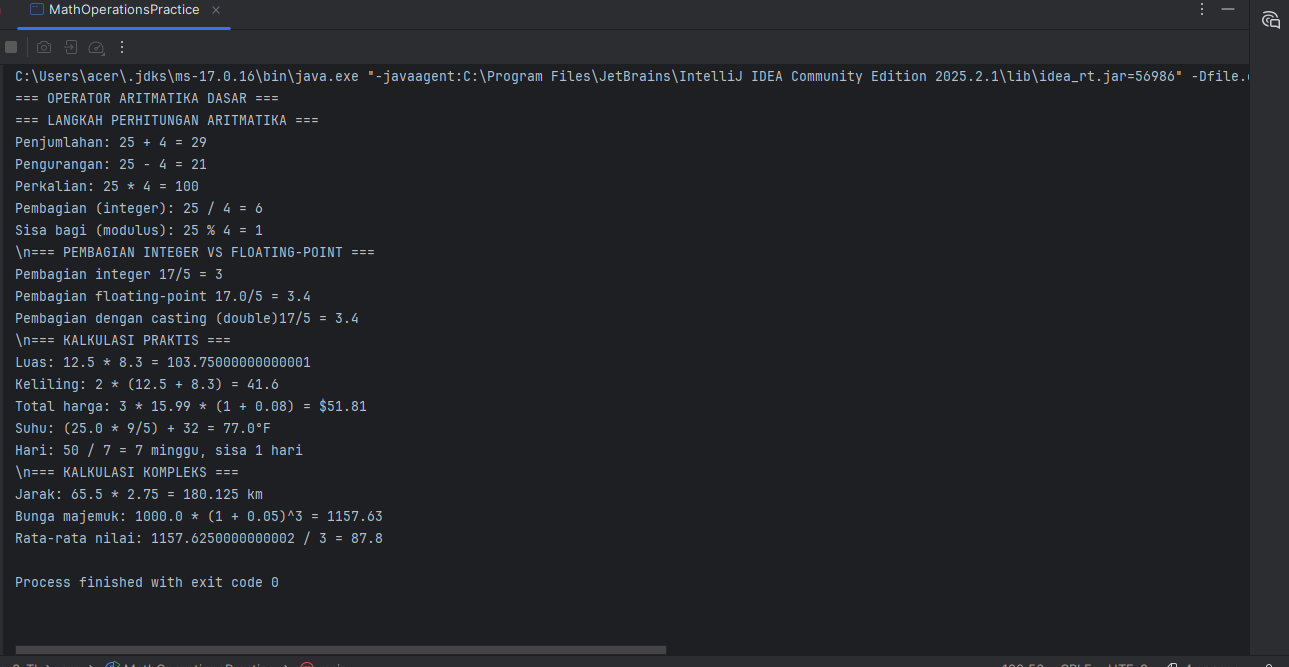 MathOperationsPractice
C:\Users\acer\.jdks\ms-17.0.16\bin\java.exe "-javaagent:C:\Program Files\JetBrains\IntelliJ IDEA Community Edition 2025.2.1\lib\idea_rt.jar=56986" -Dfile.
=== OPERATOR ARITMATIKA DASAR ===
=== LANGKAH PERHITUNGAN ARITMATIKA ===
Penjumlahan: 25 + 4 = 29
Pengurangan: 25 - 4 = 21
Perkalian: 25 * 4 = 100
Pembagian (integer): 25 / 4 = 6
Sisa bagi (modulus): 25 % 4 = 1
\n=== PEMBAGIAN INTEGER VS FLOATING-POINT ===
Pembagian integer 17/5 = 3
Pembagian floating-point 17.0/5 = 3.4
Pembagian dengan casting (double)17/5 = 3.4
\n=== KALKULASI PRAKTIS ===
Luas: 12.5 * 8.3 = 103.75000000000001
Keliling: 2 * (12.5 + 8.3) = 41.6
Total harga: 3 * 15.99 * (1 + 0.08) = $51.81
Suhu: (25.0 * 9/5) + 32 = 77.0°F
Hari: 50 / 7 = 7 minggu, sisa 1 hari
\n=== KALKULASI KOMPLEKS ===
Jarak: 65.5 * 2.75 = 180.125 km
Bunga majemuk: 1000.0 * (1 + 0.05)^3 = 1157.63
Rata-rata nilai: 1157.6250000000002 / 3 = 87.8
Process finished with exit code 0